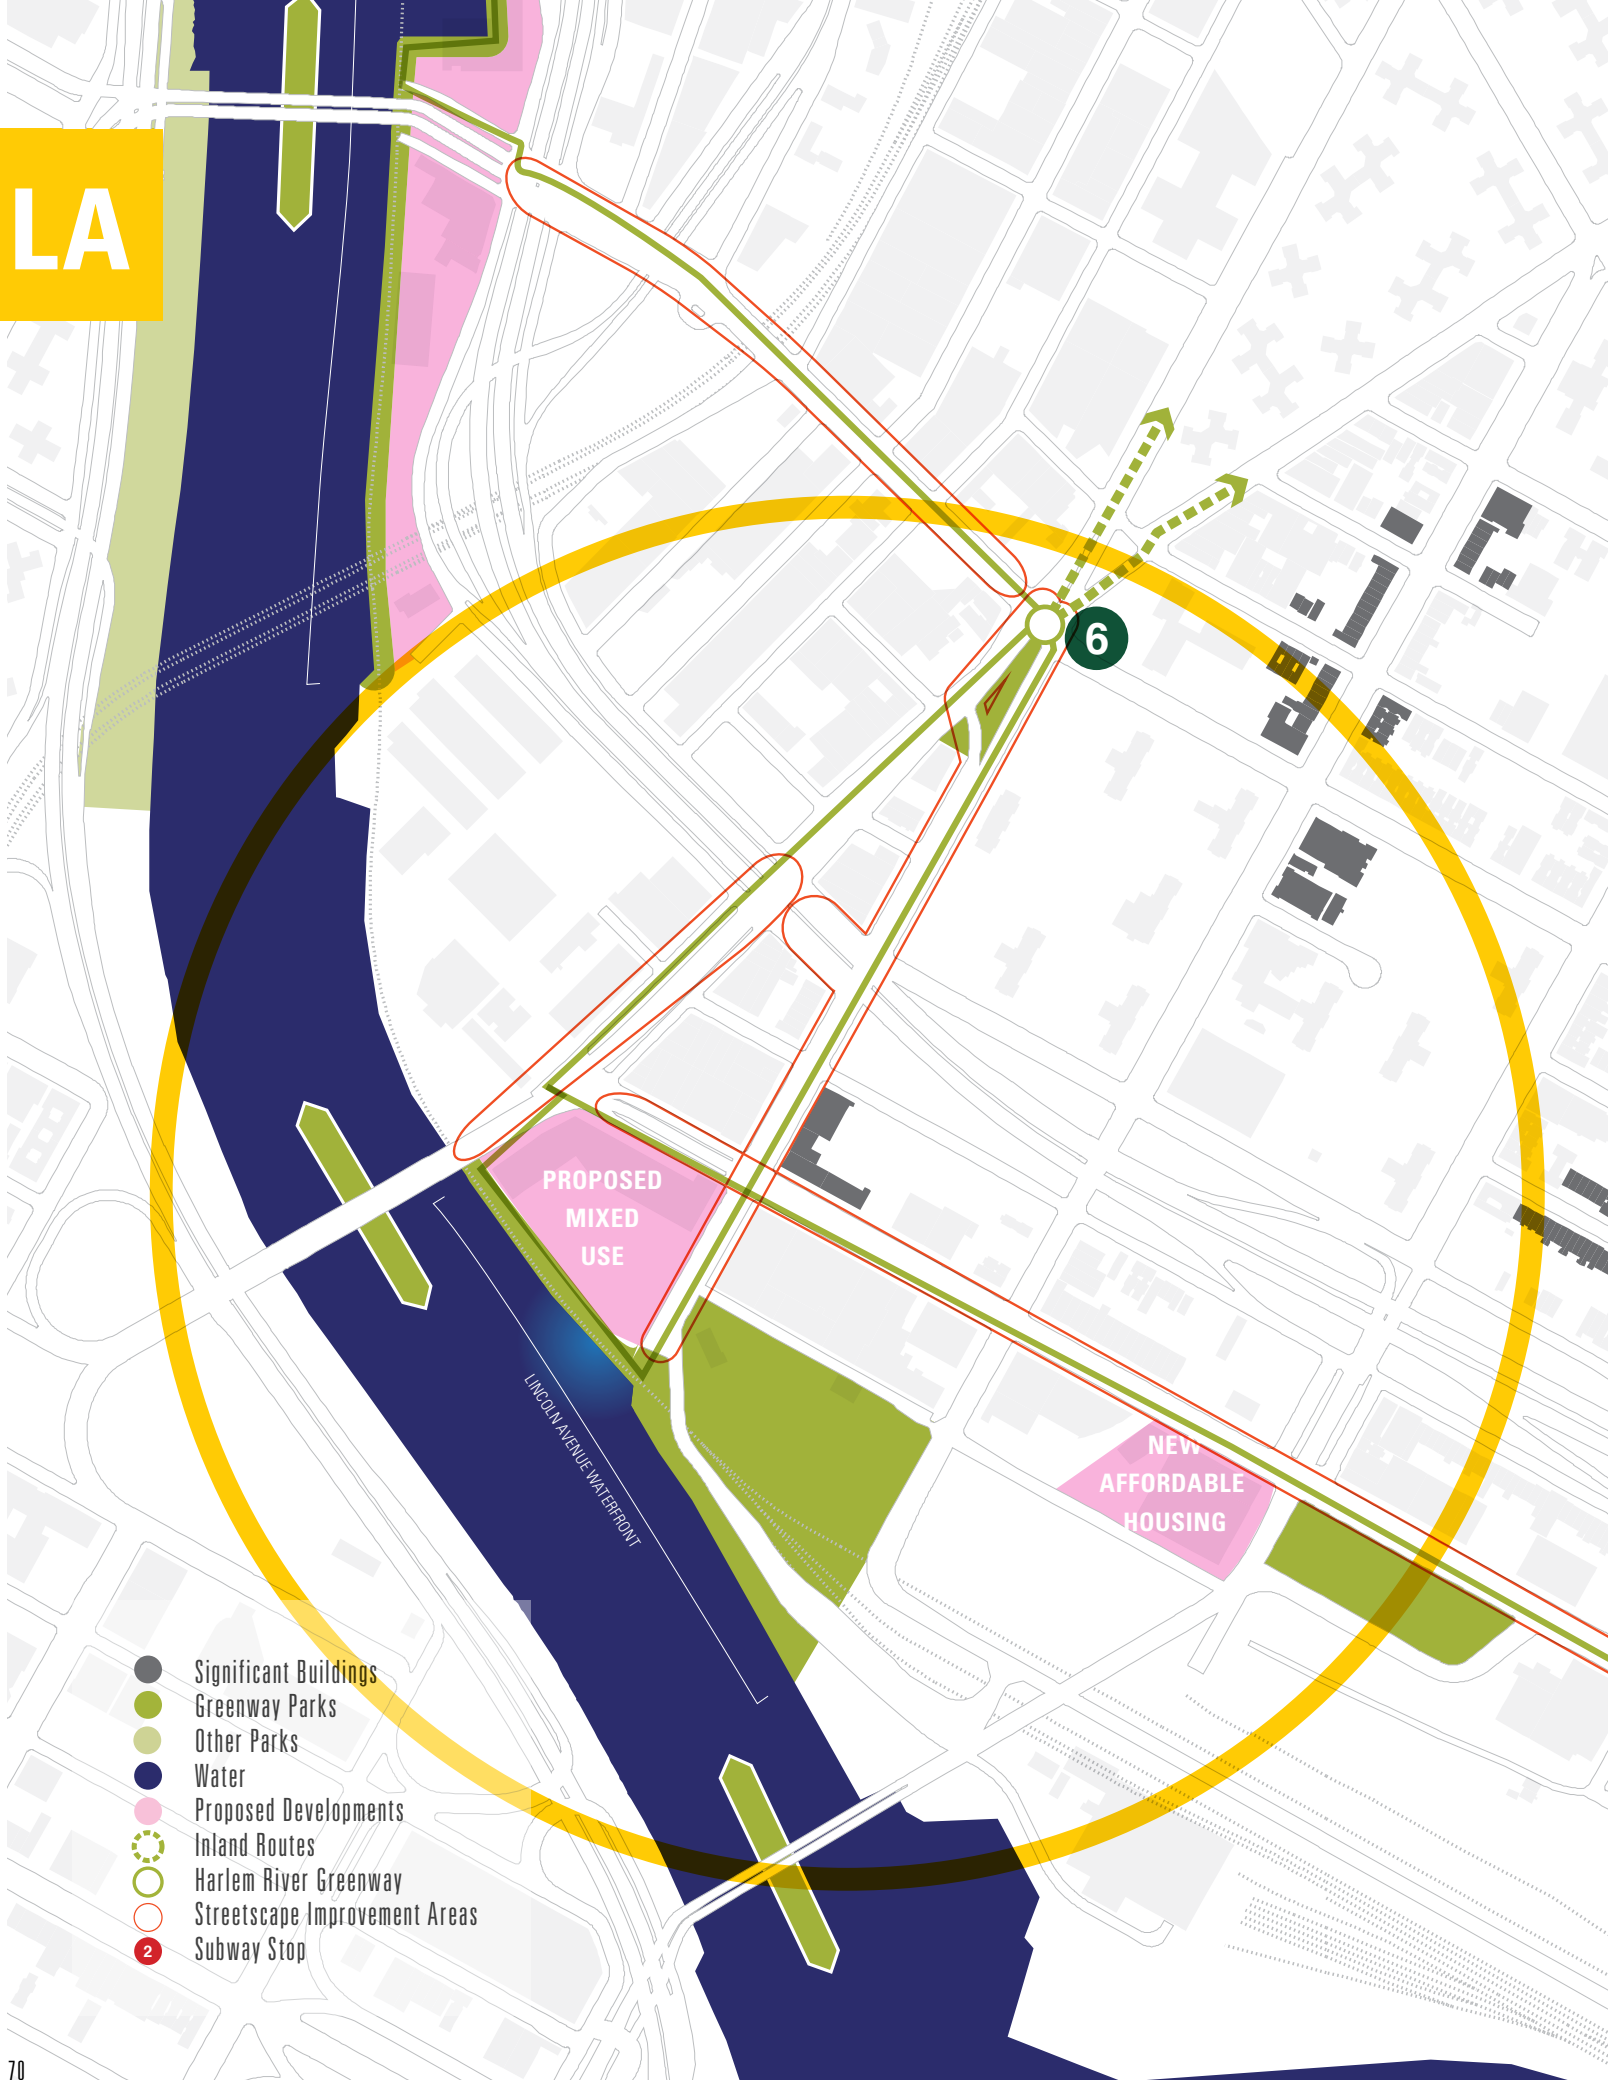 LA
6
PROPOSED
MIXED
USE
LINCOLN AVENUE WATERFRONT
NEW
AFFORDABLE
HOUSING
Significant Buildings
Greenway Parks
Other Parks
Water
Proposed Developments
Inland Routes
Harlem River Greenway
Streetscape Improvement Areas
2 Subway Stop
70